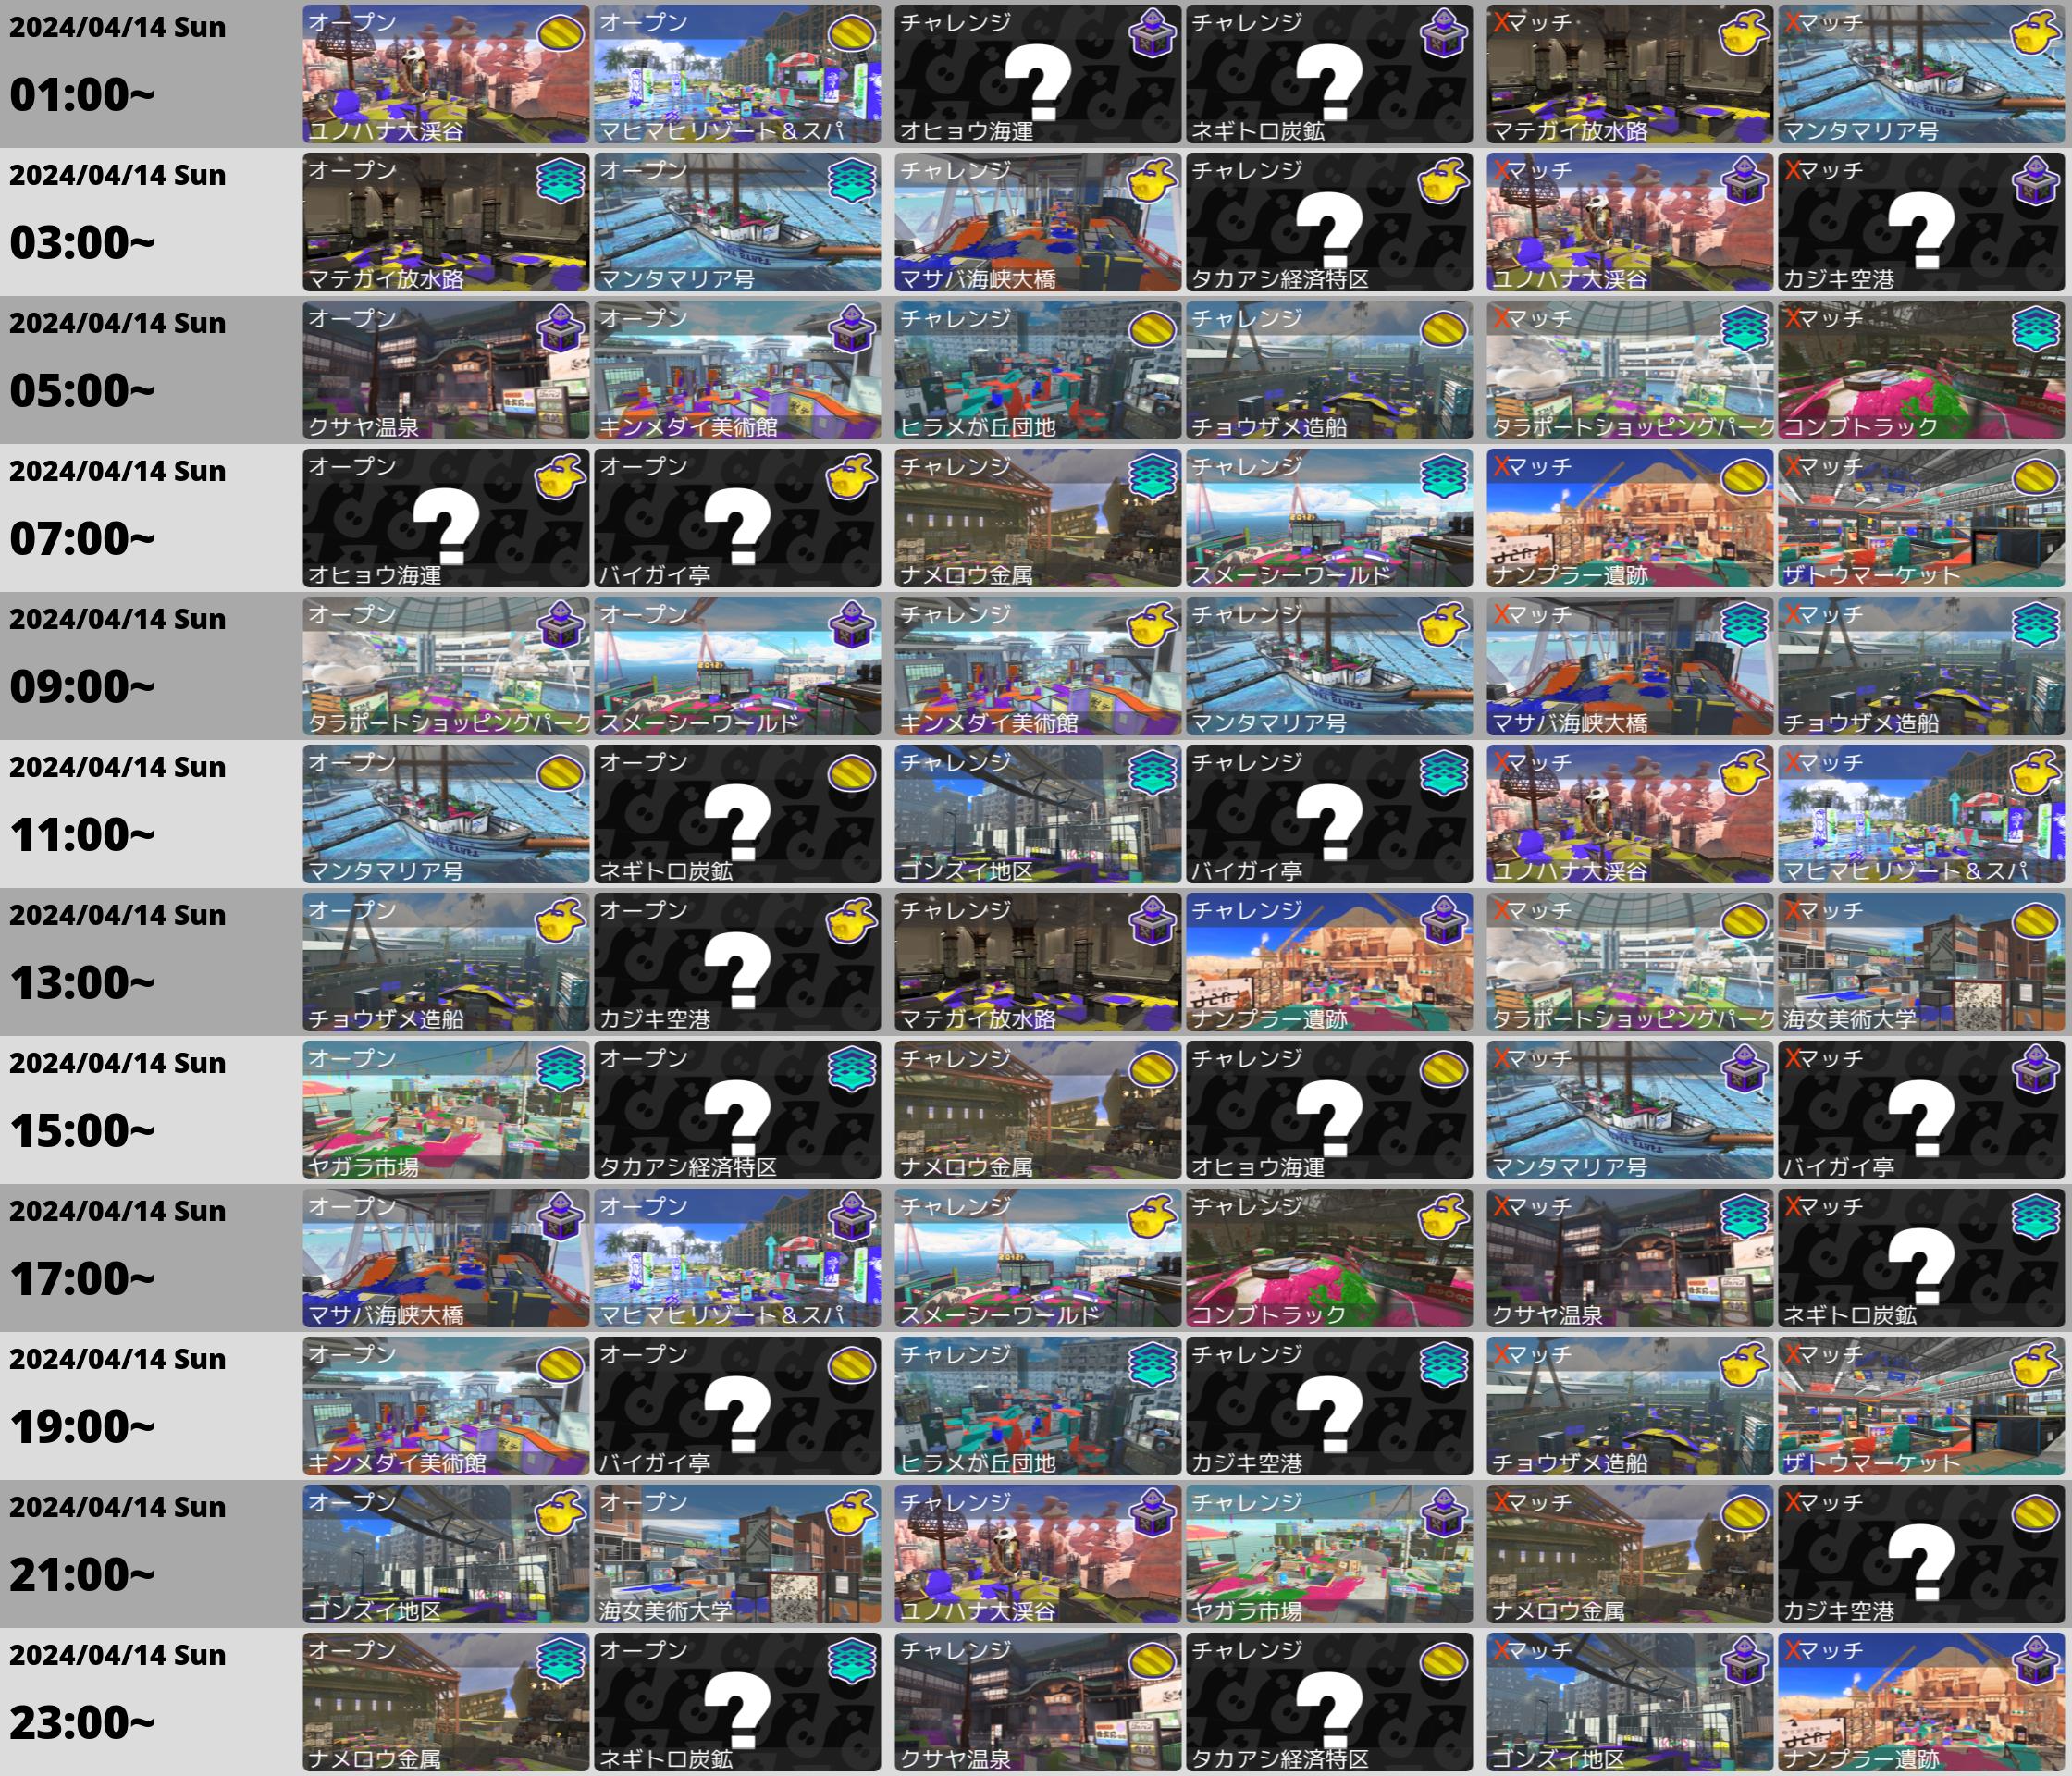 2024/04/14 Sun
01:00~
オープン オープン チャレンジ チャレンジ Xマッチ Xマッチ
ユノハナ大渓谷 マヒマヒリゾート＆スパ オヒョウ海運 ネギトロ炭鉱 マテガイ放水路 マンタマリア号
2024/04/14 Sun
03:00~
オープン オープン チャレンジ チャレンジ Xマッチ Xマッチ
マテガイ放水路 マンタマリア号 マサバ海峡大橋 タカアシ経済特区 ユノハナ大渓谷 カジキ空港
2024/04/14 Sun
05:00~
オープン オープン チャレンジ チャレンジ Xマッチ Xマッチ
クサヤ温泉 キンメダイ美術館 ヒラメが丘団地 チョウザメ造船 タラポートショッピングパーク コンブトラック
2024/04/14 Sun
07:00~
オープン オープン チャレンジ チャレンジ Xマッチ Xマッチ
オヒョウ海運 バイガイ亭 ナメロウ金属 スメーシーワールド ナンプラー遺跡 ザトウマーケット
2024/04/14 Sun
09:00~
オープン オープン チャレンジ チャレンジ Xマッチ Xマッチ
タラポートショッピングパーク スメーシーワールド キンメダイ美術館 マンタマリア号 マサバ海峡大橋 チョウザメ造船
2024/04/14 Sun
11:00~
オープン オープン チャレンジ チャレンジ Xマッチ Xマッチ
マンタマリア号 ネギトロ炭鉱 ゴンズイ地区 バイガイ亭 ユノハナ大渓谷 マヒマヒリゾート＆スパ
2024/04/14 Sun
13:00~
オープン オープン チャレンジ チャレンジ Xマッチ Xマッチ
チョウザメ造船 カジキ空港 マテガイ放水路 ナンプラー遺跡 タラポートショッピングパーク 海女美術大学
2024/04/14 Sun
15:00~
オープン オープン チャレンジ チャレンジ Xマッチ Xマッチ
ヤガラ市場 タカアシ経済特区 ナメロウ金属 オヒョウ海運 マンタマリア号 バイガイ亭
2024/04/14 Sun
17:00~
オープン オープン チャレンジ チャレンジ Xマッチ Xマッチ
マサバ海峡大橋 マヒマヒリゾート＆スパ スメーシーワールド コンブトラック クサヤ温泉 ネギトロ炭鉱
2024/04/14 Sun
19:00~
オープン オープン チャレンジ チャレンジ Xマッチ Xマッチ
キンメダイ美術館 バイガイ亭 ヒラメが丘団地 カジキ空港 チョウザメ造船 ザトウマーケット
2024/04/14 Sun
21:00~
オープン オープン チャレンジ チャレンジ Xマッチ Xマッチ
ゴンズイ地区 海女美術大学 ユノハナ大渓谷 ヤガラ市場 ナメロウ金属 カジキ空港
2024/04/14 Sun
23:00~
オープン オープン チャレンジ チャレンジ Xマッチ Xマッチ
ナメロウ金属 ネギトロ炭鉱 クサヤ温泉 タカアシ経済特区 ゴンズイ地区 ナンプラー遺跡